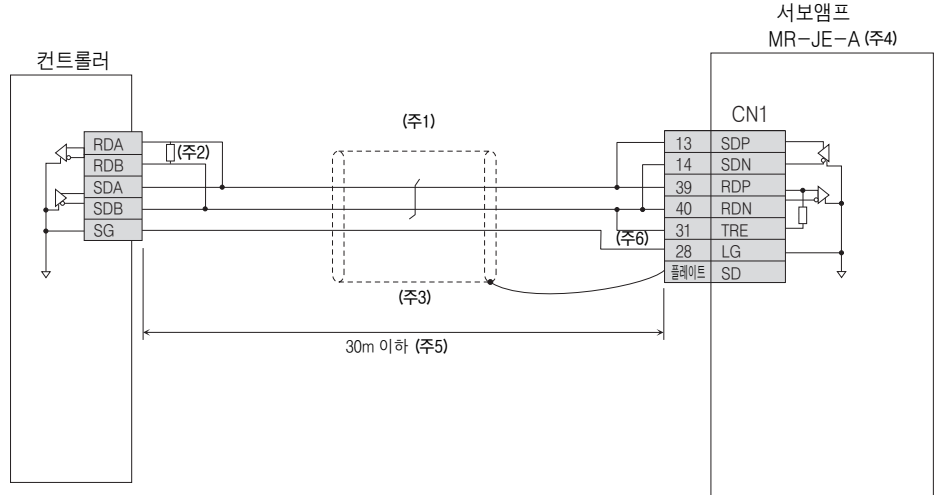 서보앰프
MR-JE-A (주4)
컨트롤러
CN1
(주1)
RDA
RDB
SDA
SDB
SG
(주2)
13 SDP
14 SDN
39 RDP
40 RDN
31 TRE
28 LG
플레이트 SD
(주6)
(주3)
30m 이하 (주5)